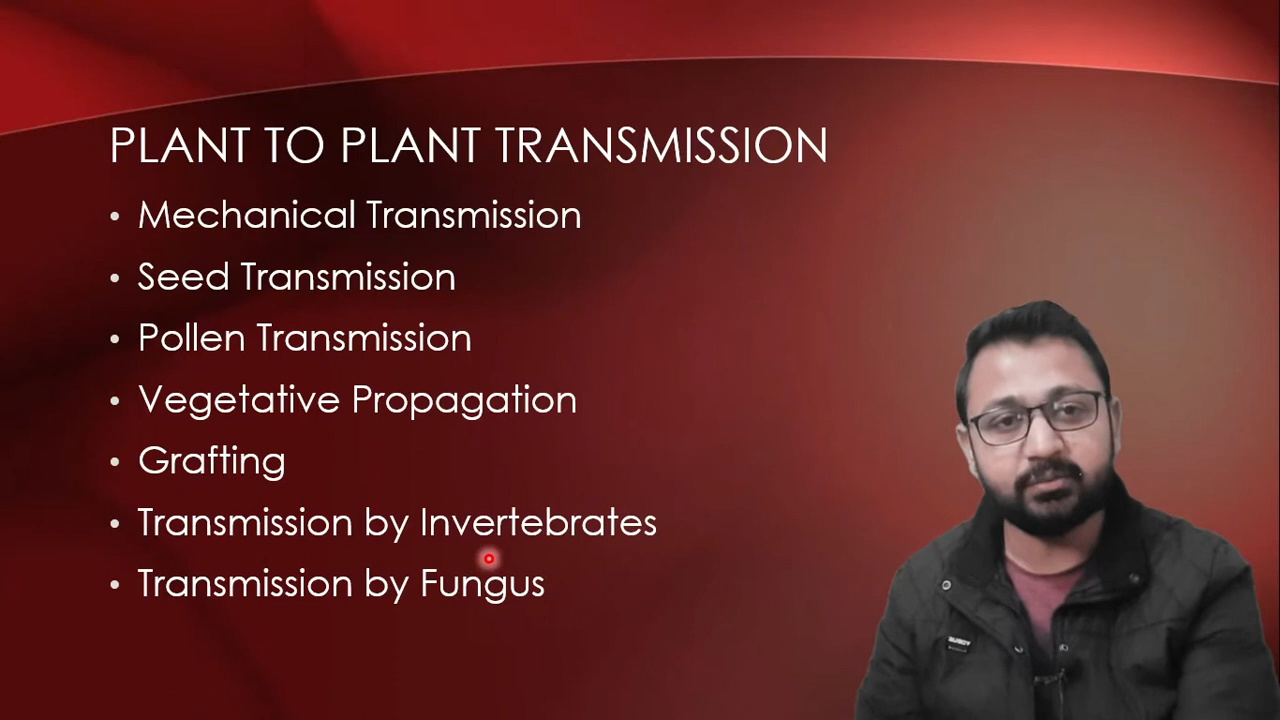 PLANT TO PLANT TRANSMISSION
• Mechanical Transmission
• Seed Transmission
• Pollen Transmission
• Vegetative Propagation
• Grafting
• Transmission by Invertebrates
• Transmission by Fungus